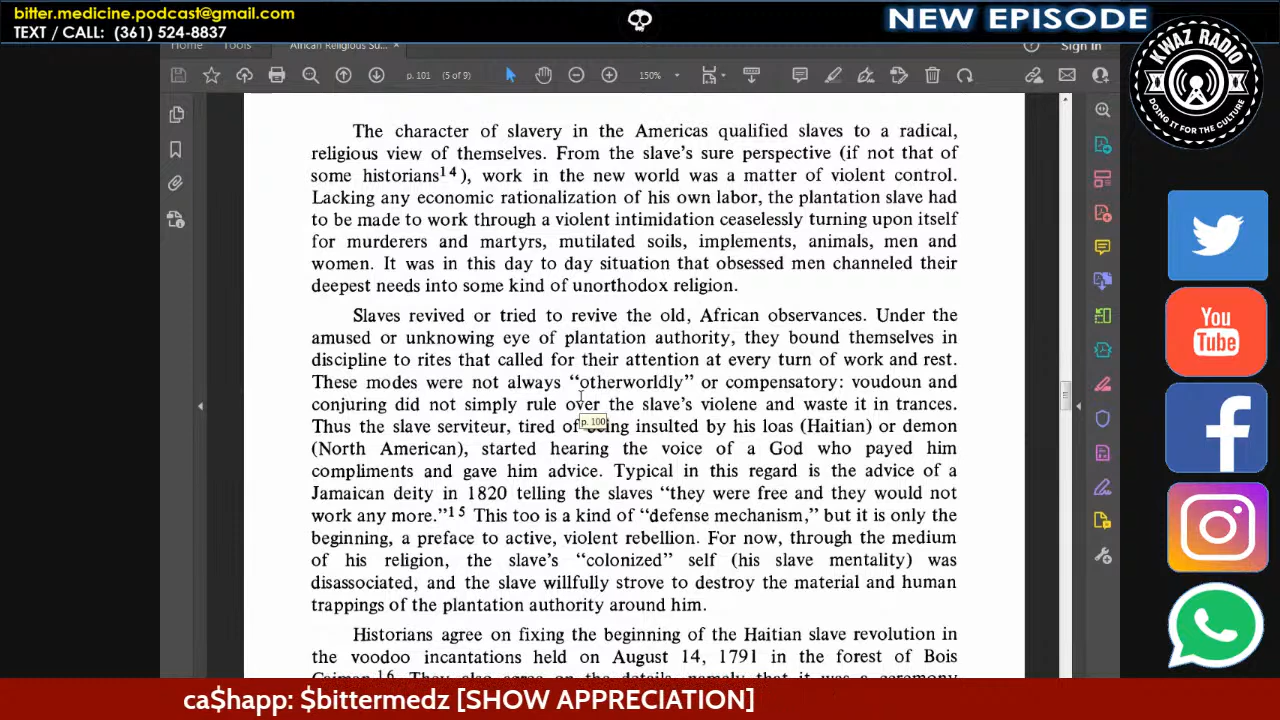 bitter.medicine.podcast@gmail.com
TEXT / CALL: (361) 524-8837
NEW EPISODE
KWAZ RADIO
DOING IT FOR THE CULTURE
Home Tools African Religious Su... × Sign In
p. 101 (5 of 9) 150%
The character of slavery in the Americas qualified slaves to a radical,
religious view of themselves. From the slave's sure perspective (if not that of
some historians14), work in the new world was a matter of violent control.
Lacking any economic rationalization of his own labor, the plantation slave had
to be made to work through a violent intimidation ceaselessly turning upon itself
for murderers and martyrs, mutilated soils, implements, animals, men and
women. It was in this day to day situation that obsessed men channeled their
deepest needs into some kind of unorthodox religion.
Slaves revived or tried to revive the old, African observances. Under the
amused or unknowing eye of plantation authority, they bound themselves in
discipline to rites that called for their attention at every turn of work and rest.
These modes were not always "otherworldly" or compensatory: voudoun and
conjuring did not simply rule over the slave's violene and waste it in trances.
Thus the slave serviteur, tired of being insulted by his loas (Haitian) or demon
p. 100
(North American), started hearing the voice of a God who payed him
compliments and gave him advice. Typical in this regard is the advice of a
Jamaican deity in 1820 telling the slaves "they were free and they would not
work any more."15 This too is a kind of "defense mechanism," but it is only the
beginning, a preface to active, violent rebellion. For now, through the medium
of his religion, the slave's "colonized" self (his slave mentality) was
disassociated, and the slave willfully strove to destroy the material and human
trappings of the plantation authority around him.
Historians agree on fixing the beginning of the Haitian slave revolution in
the voodoo incantations held on August 14, 1791 in the forest of Bois
Caiman.16 They also agree on the details, namely that it was a ceremony
You
Tube
ca$happ: $bittermedz [SHOW APPRECIATION]